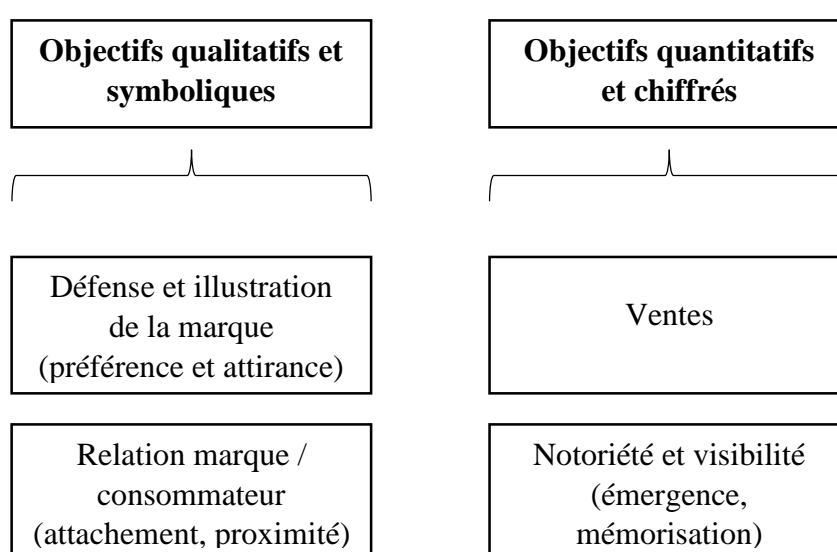 Objectifs qualitatifs et
symboliques
Objectifs quantitatifs
et chiffrés
Défense et illustration
de la marque
(préférence et attirance)
Ventes
Relation marque /
consommateur
(attachement, proximité)
Notoriété et visibilité
(émergence,
mémorisation)